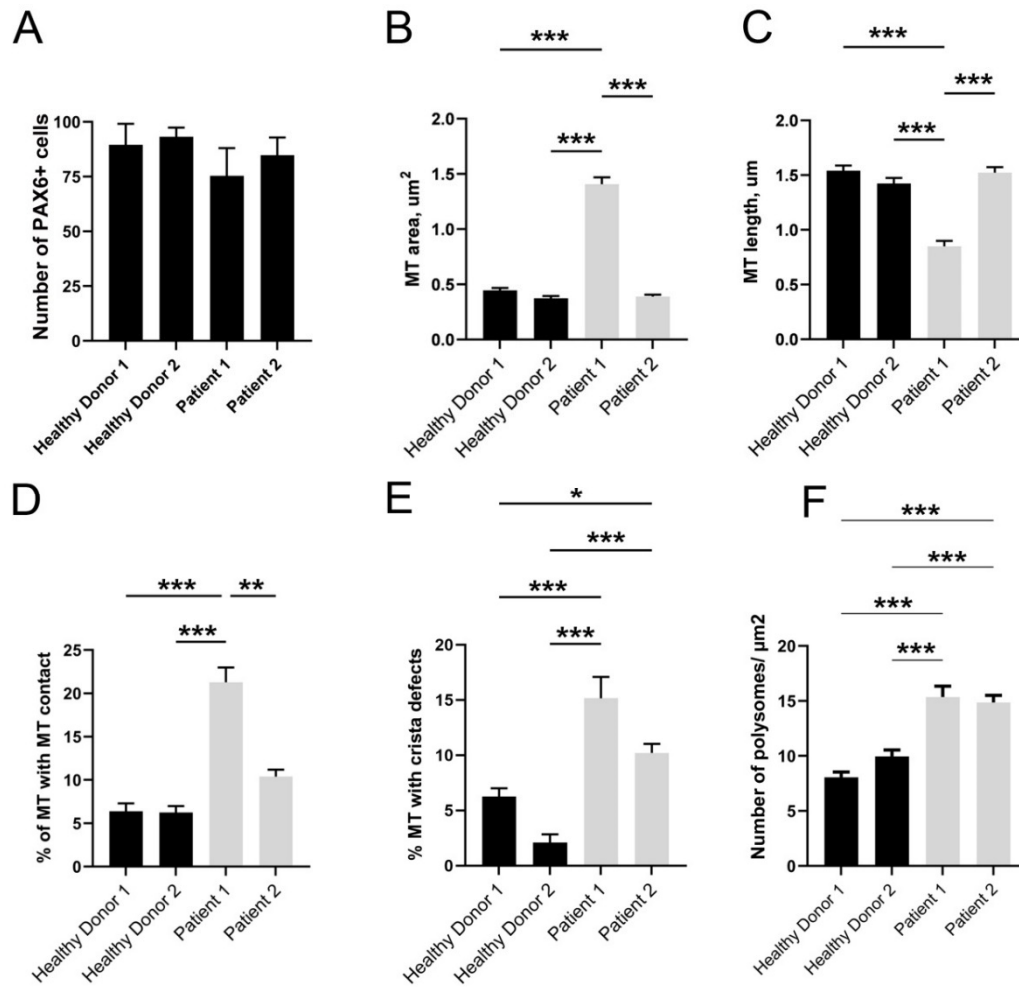 A
Number of PAX6+ cells
100
75
50
25
0
Healthy Donor 1
Healthy Donor 2
Patient 1
Patient 2
B
***
***
***
MT area, um²
2.0
1.5
1.0
0.5
0.0
Healthy Donor 1
Healthy Donor 2
Patient 1
Patient 2
C
***
***
***
MT length, um
2.0
1.5
1.0
0.5
0.0
Healthy Donor 1
Healthy Donor 2
Patient 1
Patient 2
D
***
**
***
% of MT with MT contact
25
20
15
10
5
0
Healthy Donor 1
Healthy Donor 2
Patient 1
Patient 2
E
*
***
***
***
% MT with crista defects
20
15
10
5
0
Healthy Donor 1
Healthy Donor 2
Patient 1
Patient 2
F
***
***
***
***
Number of polysomes/ μm2
20
15
10
5
0
Healthy Donor 1
Healthy Donor 2
Patient 1
Patient 2